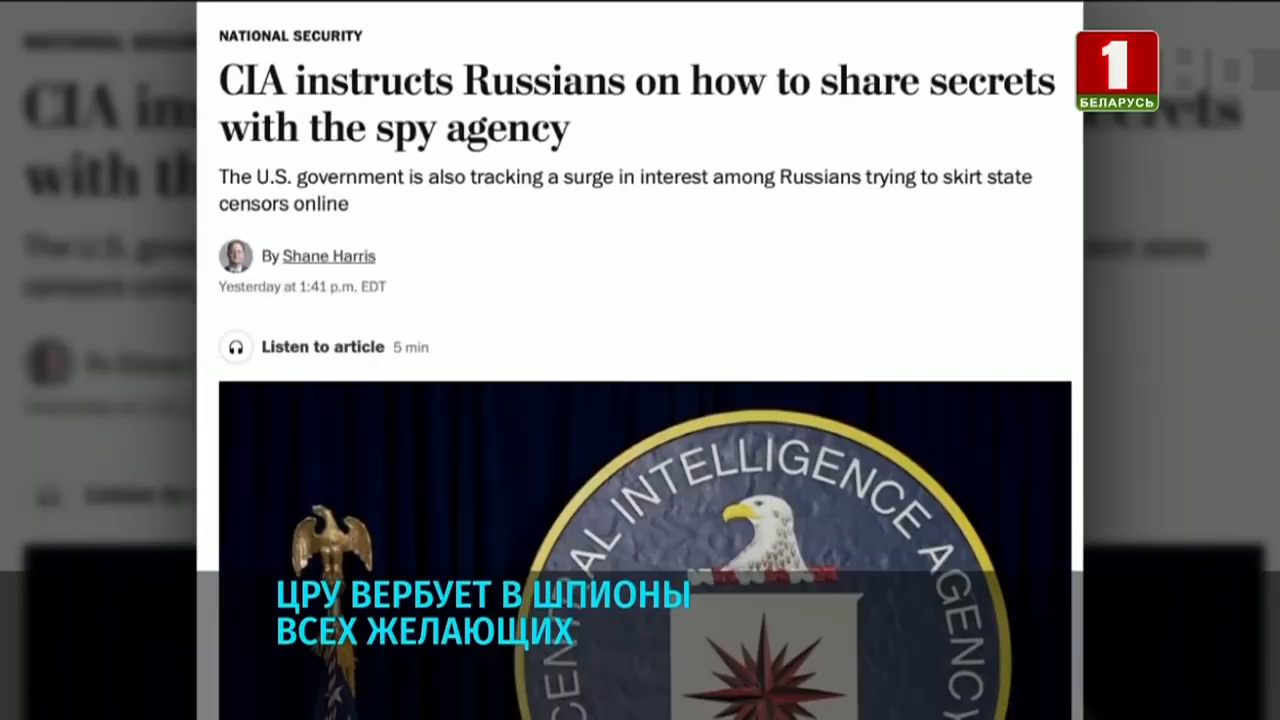 NATIONAL SECURITY
CIA instructs Russians on how to share secrets
with the spy agency
The U.S. government is also tracking a surge in interest among Russians trying to skirt state
censors online
By Shane Harris
Yesterday at 1:41 p.m. EDT
Listen to article 5 min
1
БЕЛАРУСЬ
HD
INTELLIGENCE AGENCY
ЦРУ ВЕРБУЕТ В ШПИОНЫ
ВСЕХ ЖЕЛАЮЩИХ